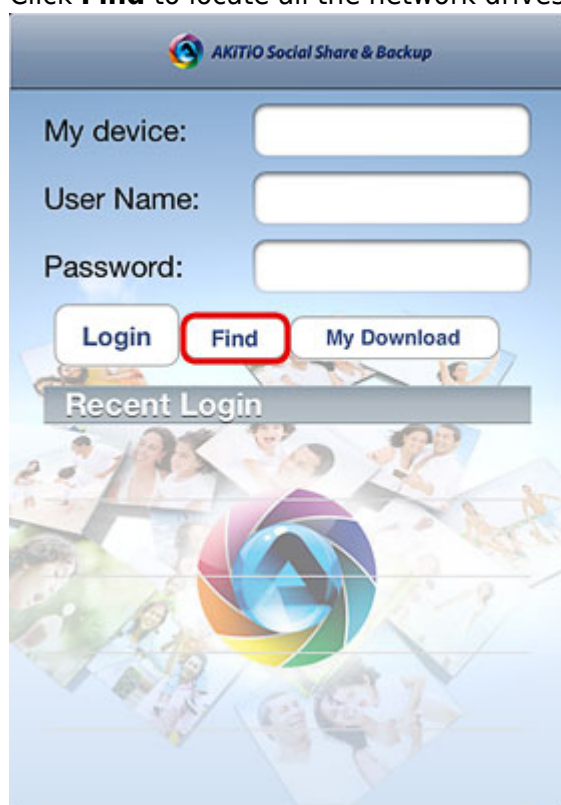 Click Find to locate all the network drives
AKiTiO Social Share & Backup
My device:
User Name:
Password:
Login Find My Download
Recent Login